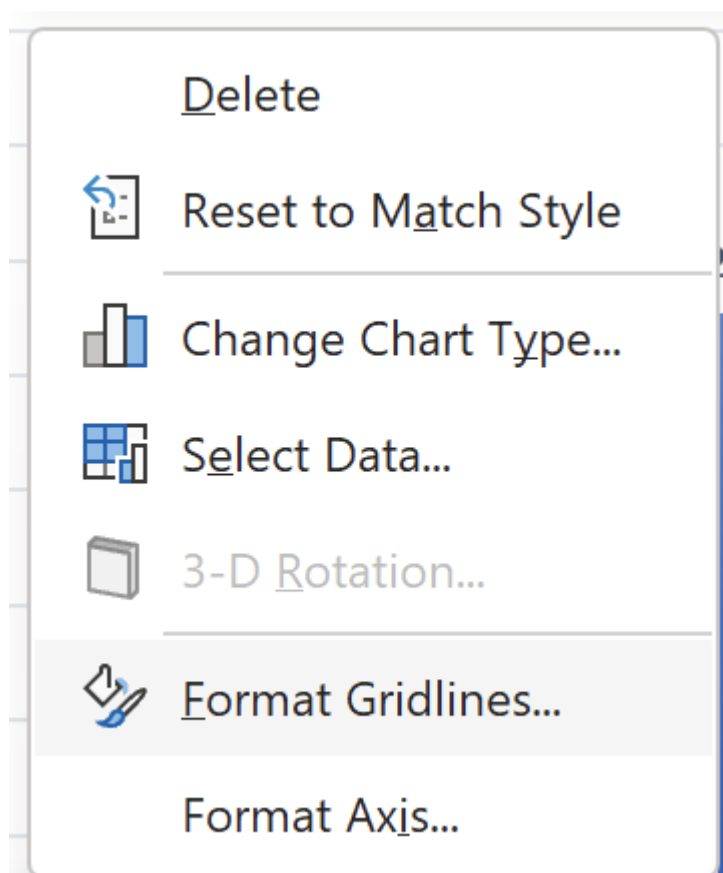 Delete
Reset to Match Style
Change Chart Type...
Select Data...
3-D Rotation...
Format Gridlines...
Format Axis...